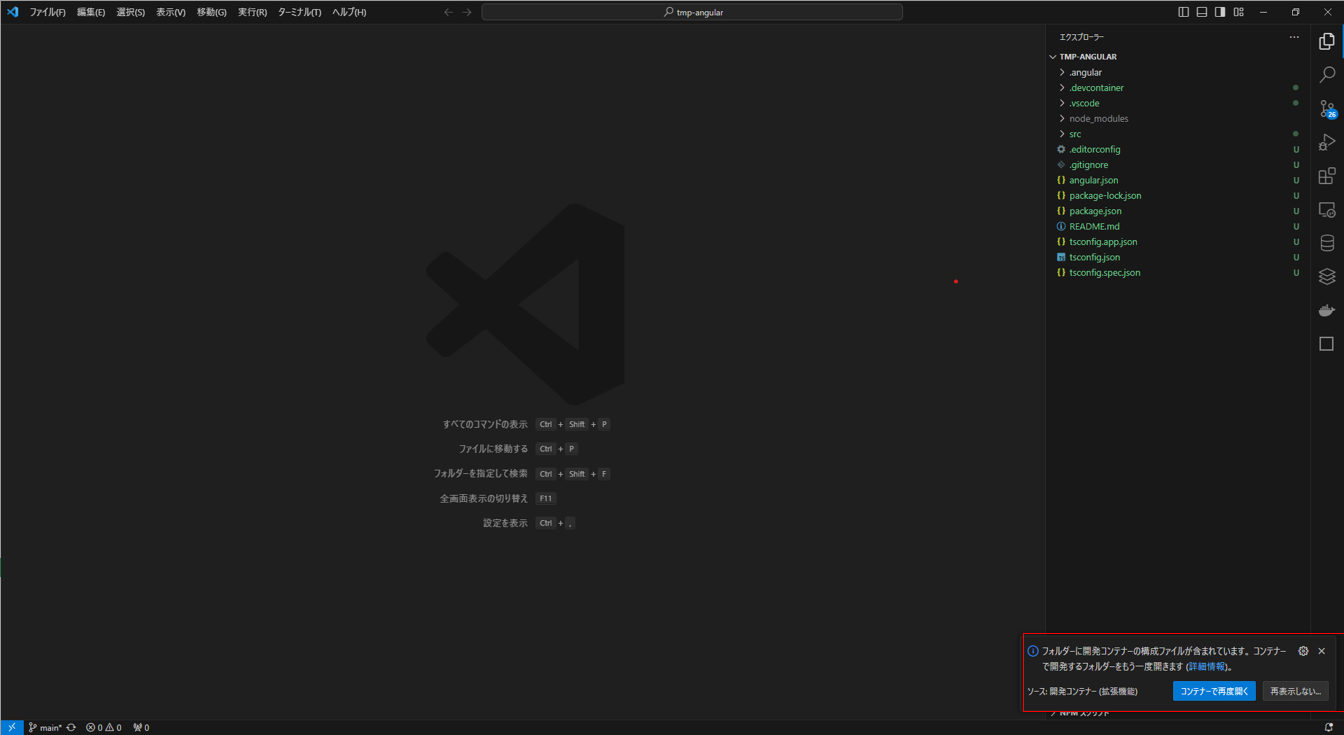 ファイル(F) 編集(E) 選択(S) 表示(V) 移動(G) 実行(R) ターミナル(T) ヘルプ(H)
tmp-angular
エクスプローラー
TMP-ANGULAR
.angular
.devcontainer
.vscode
node_modules
src
.editorconfig U
.gitignore U
{} angular.json U
{} package-lock.json U
{} package.json U
README.md U
{} tsconfig.app.json U
TS tsconfig.json U
{} tsconfig.spec.json U
26
すべてのコマンドの表示 Ctrl + Shift + P
ファイルに移動する Ctrl + P
フォルダーを指定して検索 Ctrl + Shift + F
全画面表示の切り替え F11
設定を表示 Ctrl + ,
フォルダーに開発コンテナーの構成ファイルが含まれています。コンテナー
で開発するフォルダーをもう一度開きます (詳細情報)。
ソース: 開発コンテナー (拡張機能) コンテナーで再度開く 再表示しない...
NPM スクリプト
main* 0 0 0